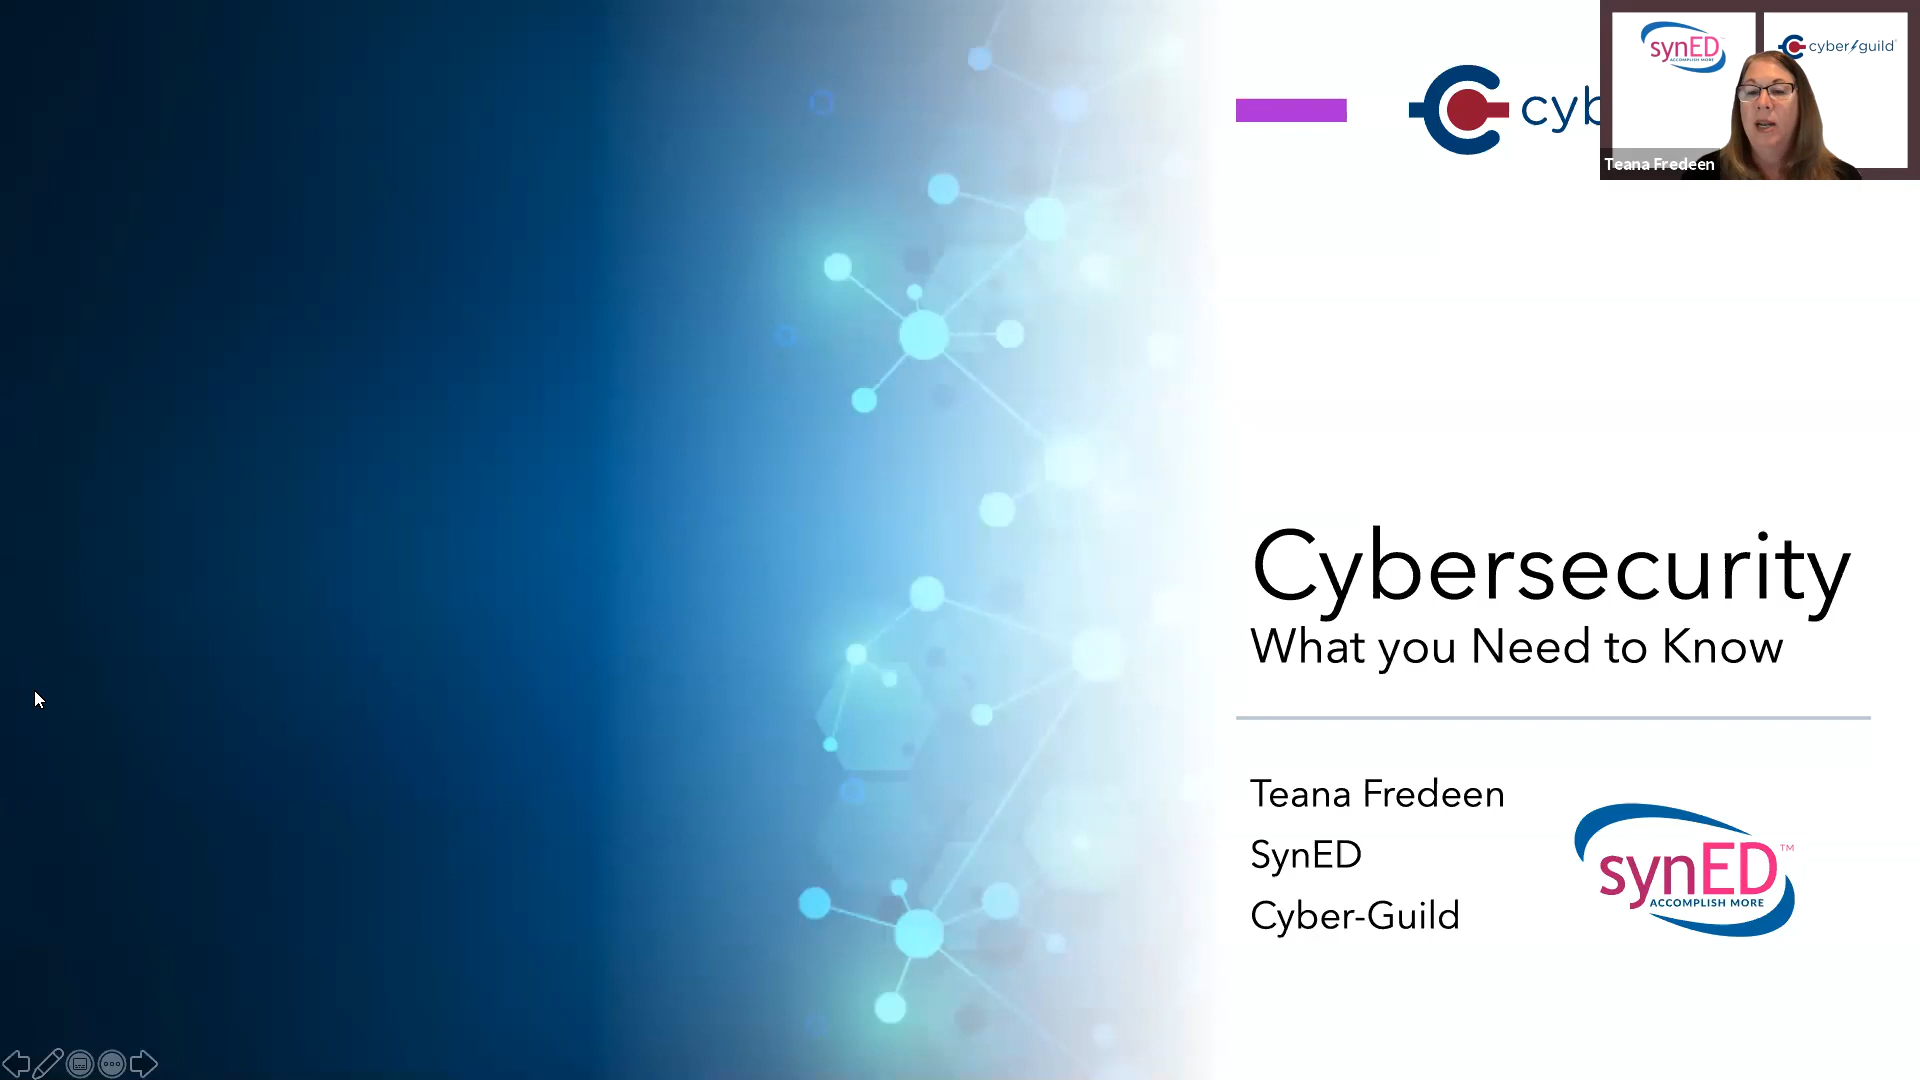 cyb
synED
ACCOMPLISH MORE
cyber guild
Teana Fredeen
Cybersecurity
What you Need to Know
Teana Fredeen
SynED
Cyber-Guild
synED™
ACCOMPLISH MORE